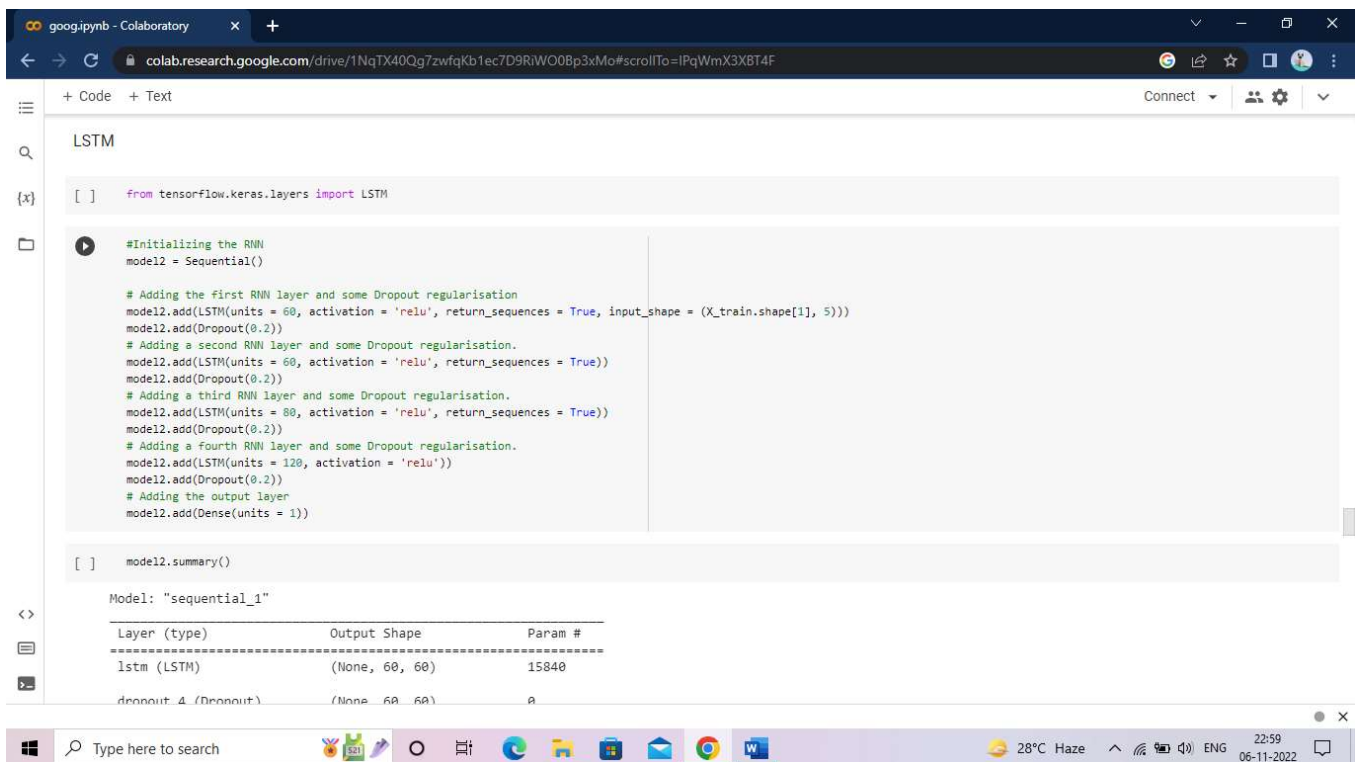 goog.ipynb - Colaboratory
colab.research.google.com/drive/1NqTX40Qg7zwfqKb1ec7D9RiWO0Bp3xMo#scrollTo=IPqWmX3XBT4F
+ Code + Text
Connect
LSTM
{x}
[ ] from tensorflow.keras.layers import LSTM
#Initializing the RNN
model2 = Sequential()
# Adding the first RNN layer and some Dropout regularisation
model2.add(LSTM(units = 60, activation = 'relu', return_sequences = True, input_shape = (X_train.shape[1], 5)))
model2.add(Dropout(0.2))
# Adding a second RNN layer and some Dropout regularisation.
model2.add(LSTM(units = 60, activation = 'relu', return_sequences = True))
model2.add(Dropout(0.2))
# Adding a third RNN layer and some Dropout regularisation.
model2.add(LSTM(units = 80, activation = 'relu', return_sequences = True))
model2.add(Dropout(0.2))
# Adding a fourth RNN layer and some Dropout regularisation.
model2.add(LSTM(units = 120, activation = 'relu'))
model2.add(Dropout(0.2))
# Adding the output layer
model2.add(Dense(units = 1))
[ ] model2.summary()
Model: "sequential_1"
Layer (type) Output Shape Param #
lstm (LSTM) (None, 60, 60) 15840
dropout_4 (Dropout) (None, 60, 60) 0
Type here to search
521
28°C Haze
ENG
22:59
06-11-2022